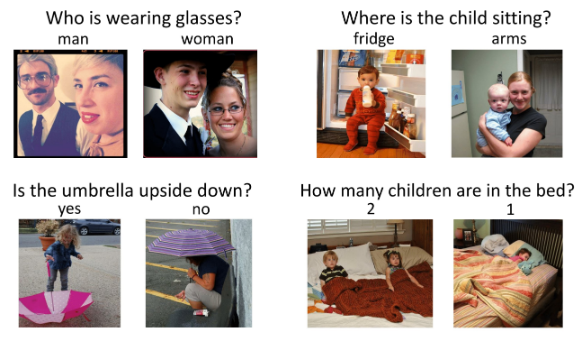 Who is wearing glasses?
man woman
Where is the child sitting?
fridge arms
Is the umbrella upside down?
yes no
How many children are in the bed?
2 1